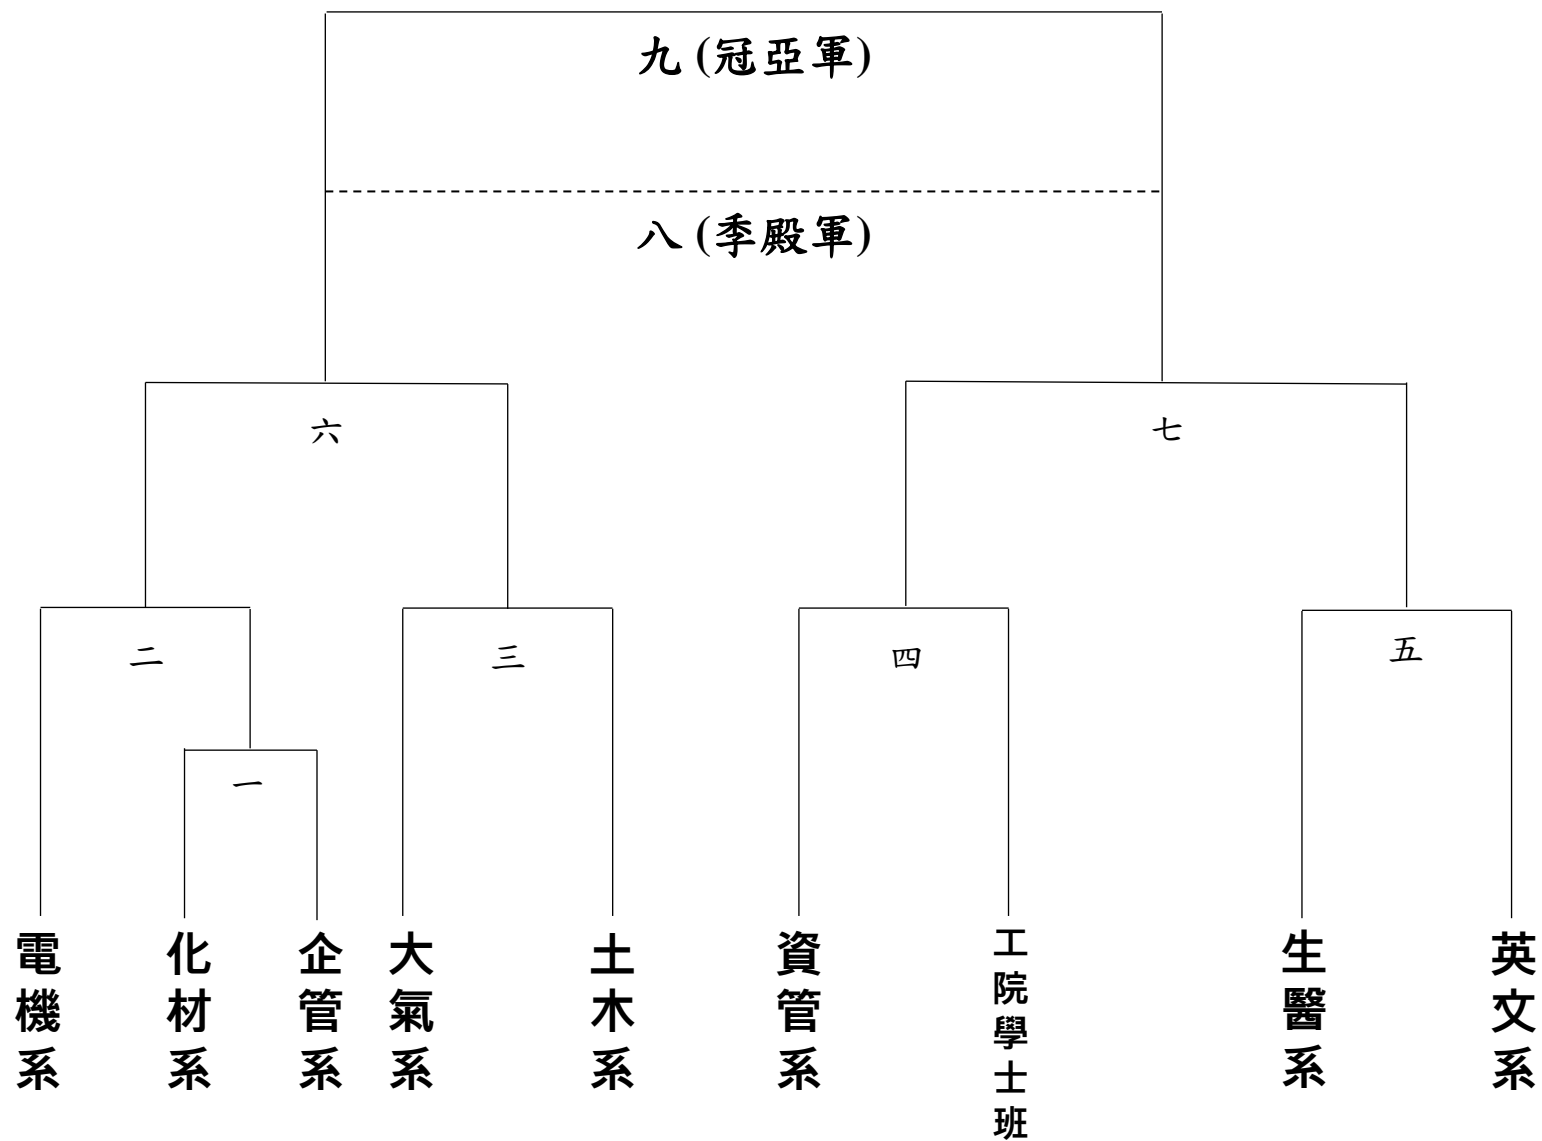 九(冠亞軍)
八(季殿軍)
六
七
二
三
四
五
一
電機系
化材系
企管系
大氣系
土木系
資管系
工院學士班
生醫系
英文系